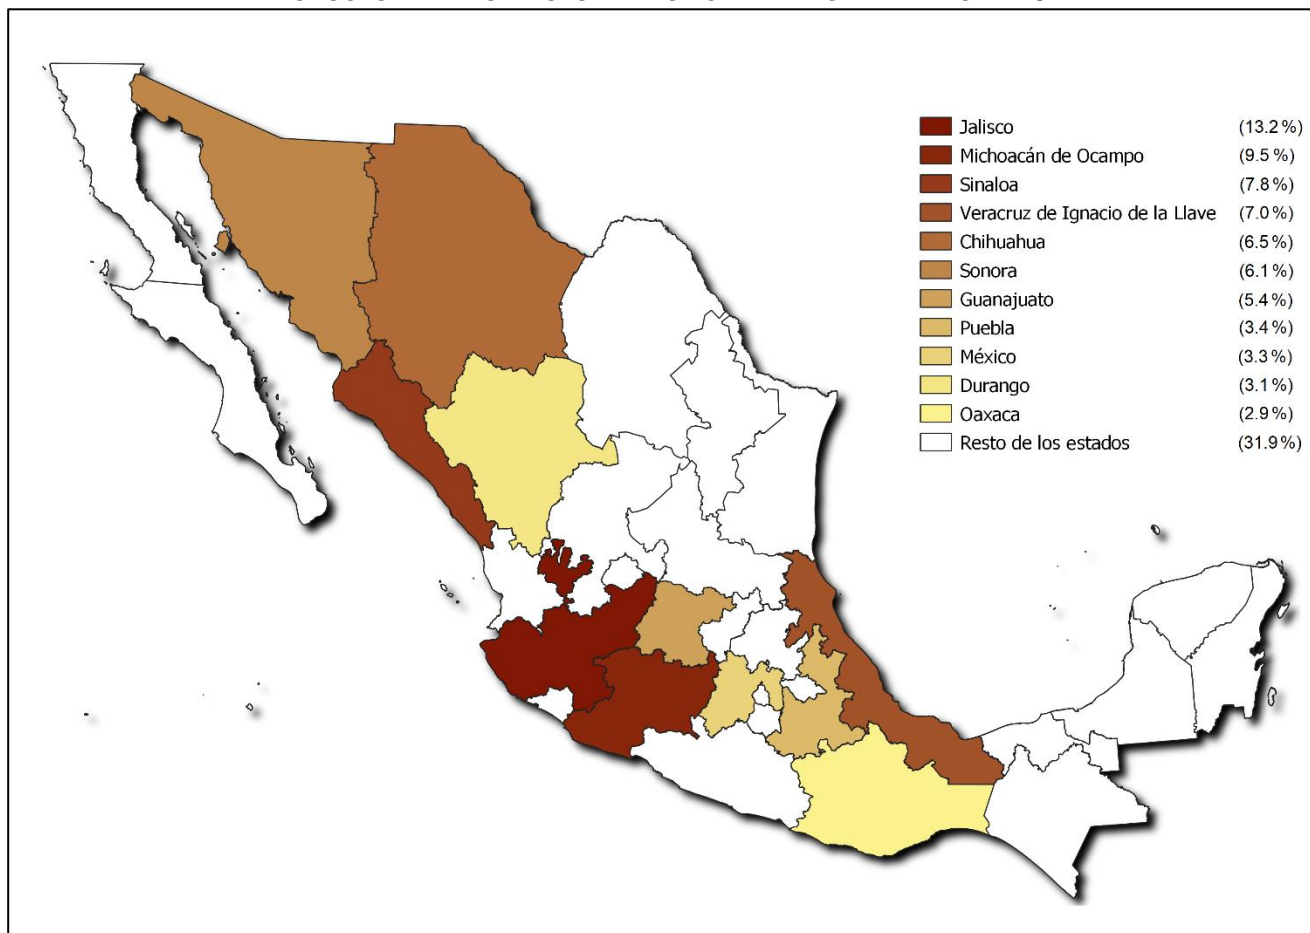 Jalisco (13.2 %)
Michoacán de Ocampo (9.5 %)
Sinaloa (7.8 %)
Veracruz de Ignacio de la Llave (7.0 %)
Chihuahua (6.5 %)
Sonora (6.1 %)
Guanajuato (5.4 %)
Puebla (3.4 %)
México (3.3 %)
Durango (3.1 %)
Oaxaca (2.9 %)
Resto de los estados (31.9 %)